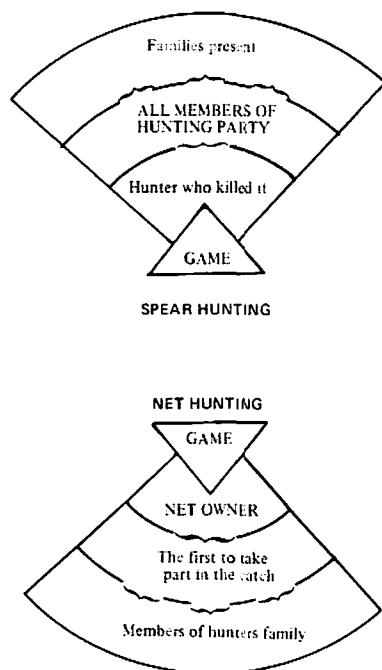 Families present
ALL MEMBERS OF
HUNTING PARTY
Hunter who killed it
GAME
SPEAR HUNTING
NET HUNTING
GAME
NET OWNER
The first to take
part in the catch
Members of hunters family